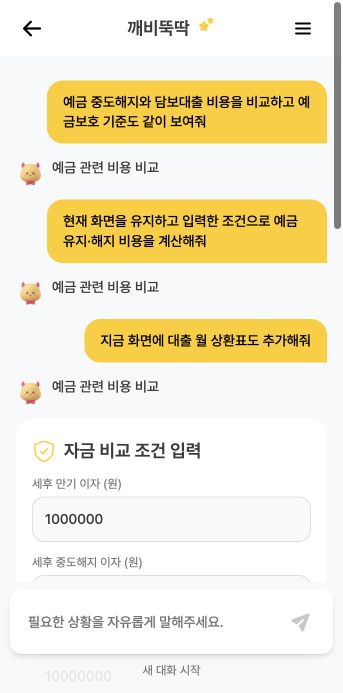 깨비뚝딱
예금 중도해지와 담보대출 비용을 비교하고 예
금보호 기준도 같이 보여줘
예금 관련 비용 비교
현재 화면을 유지하고 입력한 조건으로 예금
유지·해지 비용을 계산해줘
예금 관련 비용 비교
지금 화면에 대출 월 상환표도 추가해줘
예금 관련 비용 비교
자금 비교 조건 입력
세후 만기 이자 (원)
1000000
세후 중도해지 이자 (원)
필요한 상황을 자유롭게 말해주세요.
새 대화 시작
10000000